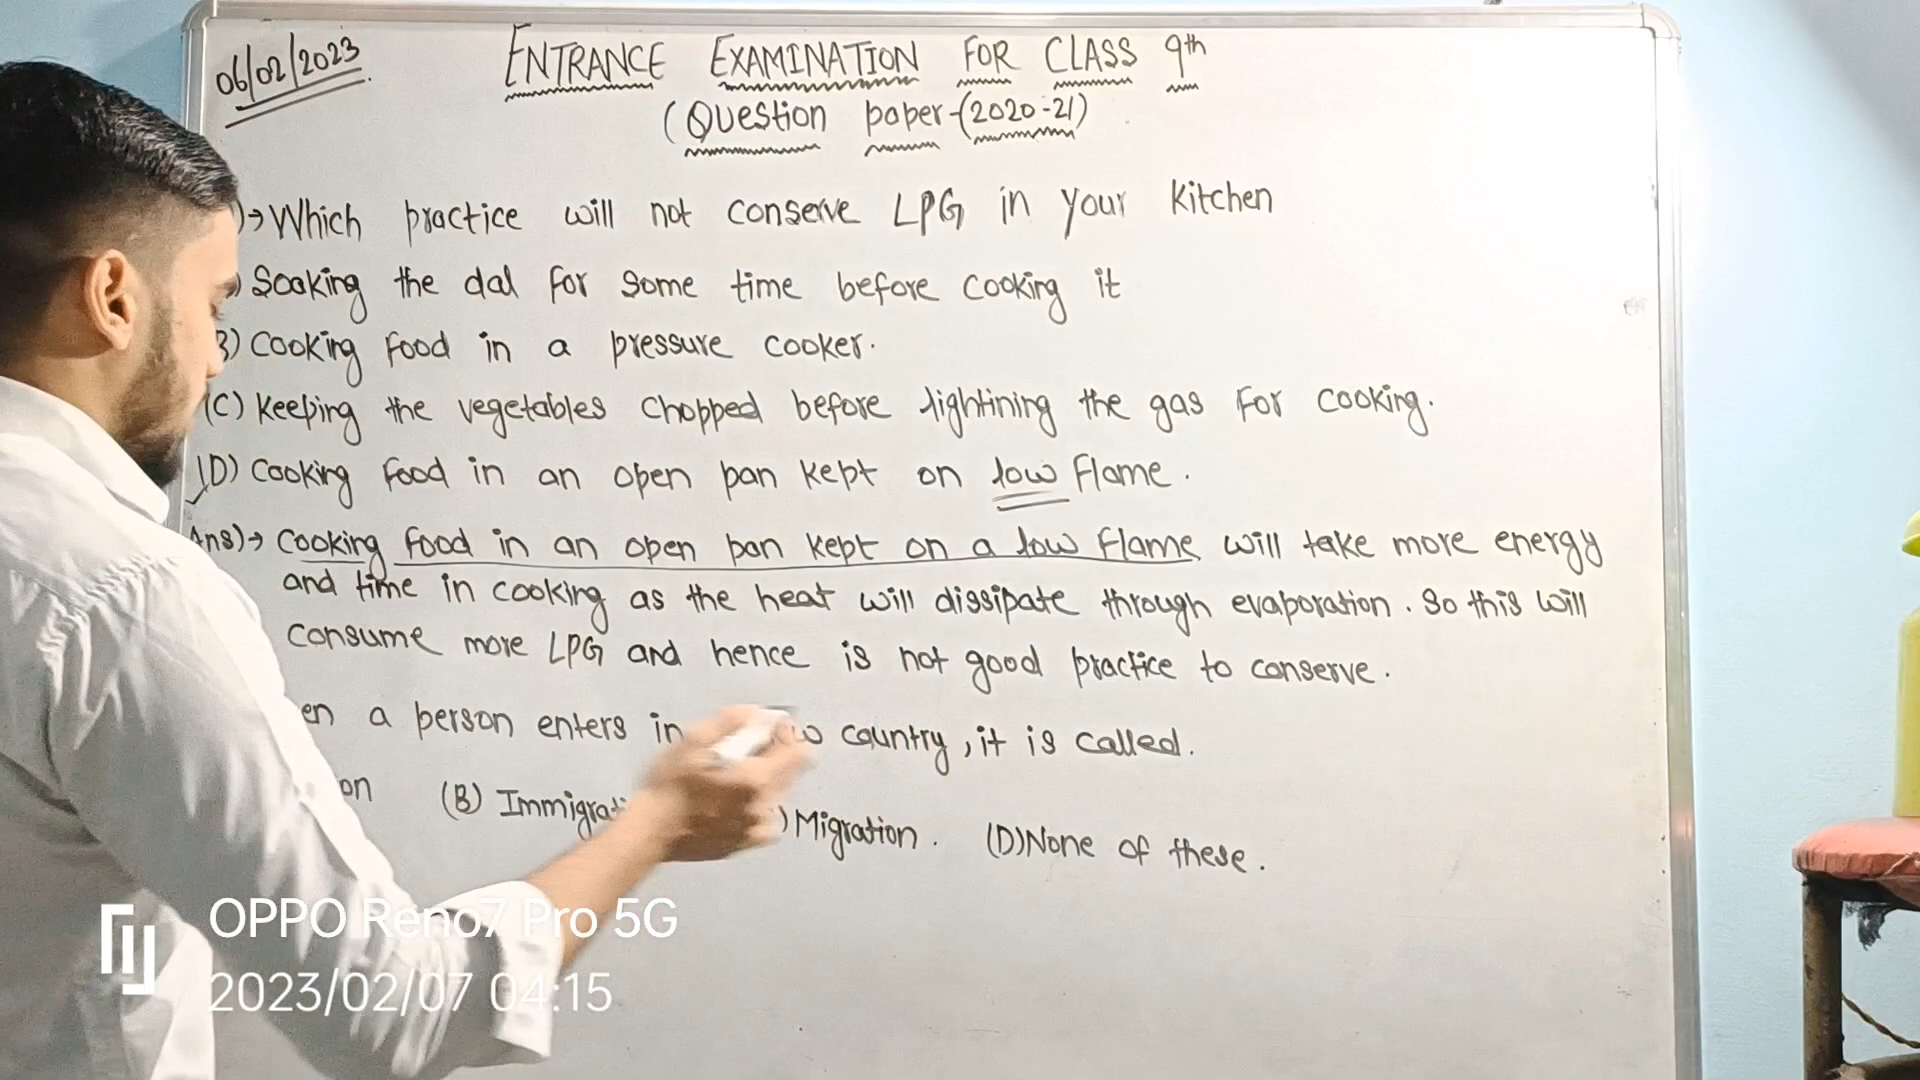 06/02/2023
ENTRANCE EXAMINATION FOR CLASS 9th
(Question paper-(2020-21)
)→Which practice will not conserve LPG in your kitchen
) Soaking the dal for some time before cooking it
B) Cooking food in a pressure cooker.
(C) Keeping the vegetables chopped before lightining the gas for cooking.
(D) Cooking food in an open pan kept on low flame.
Ans)→ Cooking food in an open pan kept on a low flame will take more energy
and time in cooking as the heat will dissipate through evaporation. So this will
consume more LPG and hence is not good practice to conserve.
en a person enters in country, it is called.
on (B) Immigrati ) Migration. (D) None of these.
OPPO Reno7 Pro 5G
2023/02/07 04:15